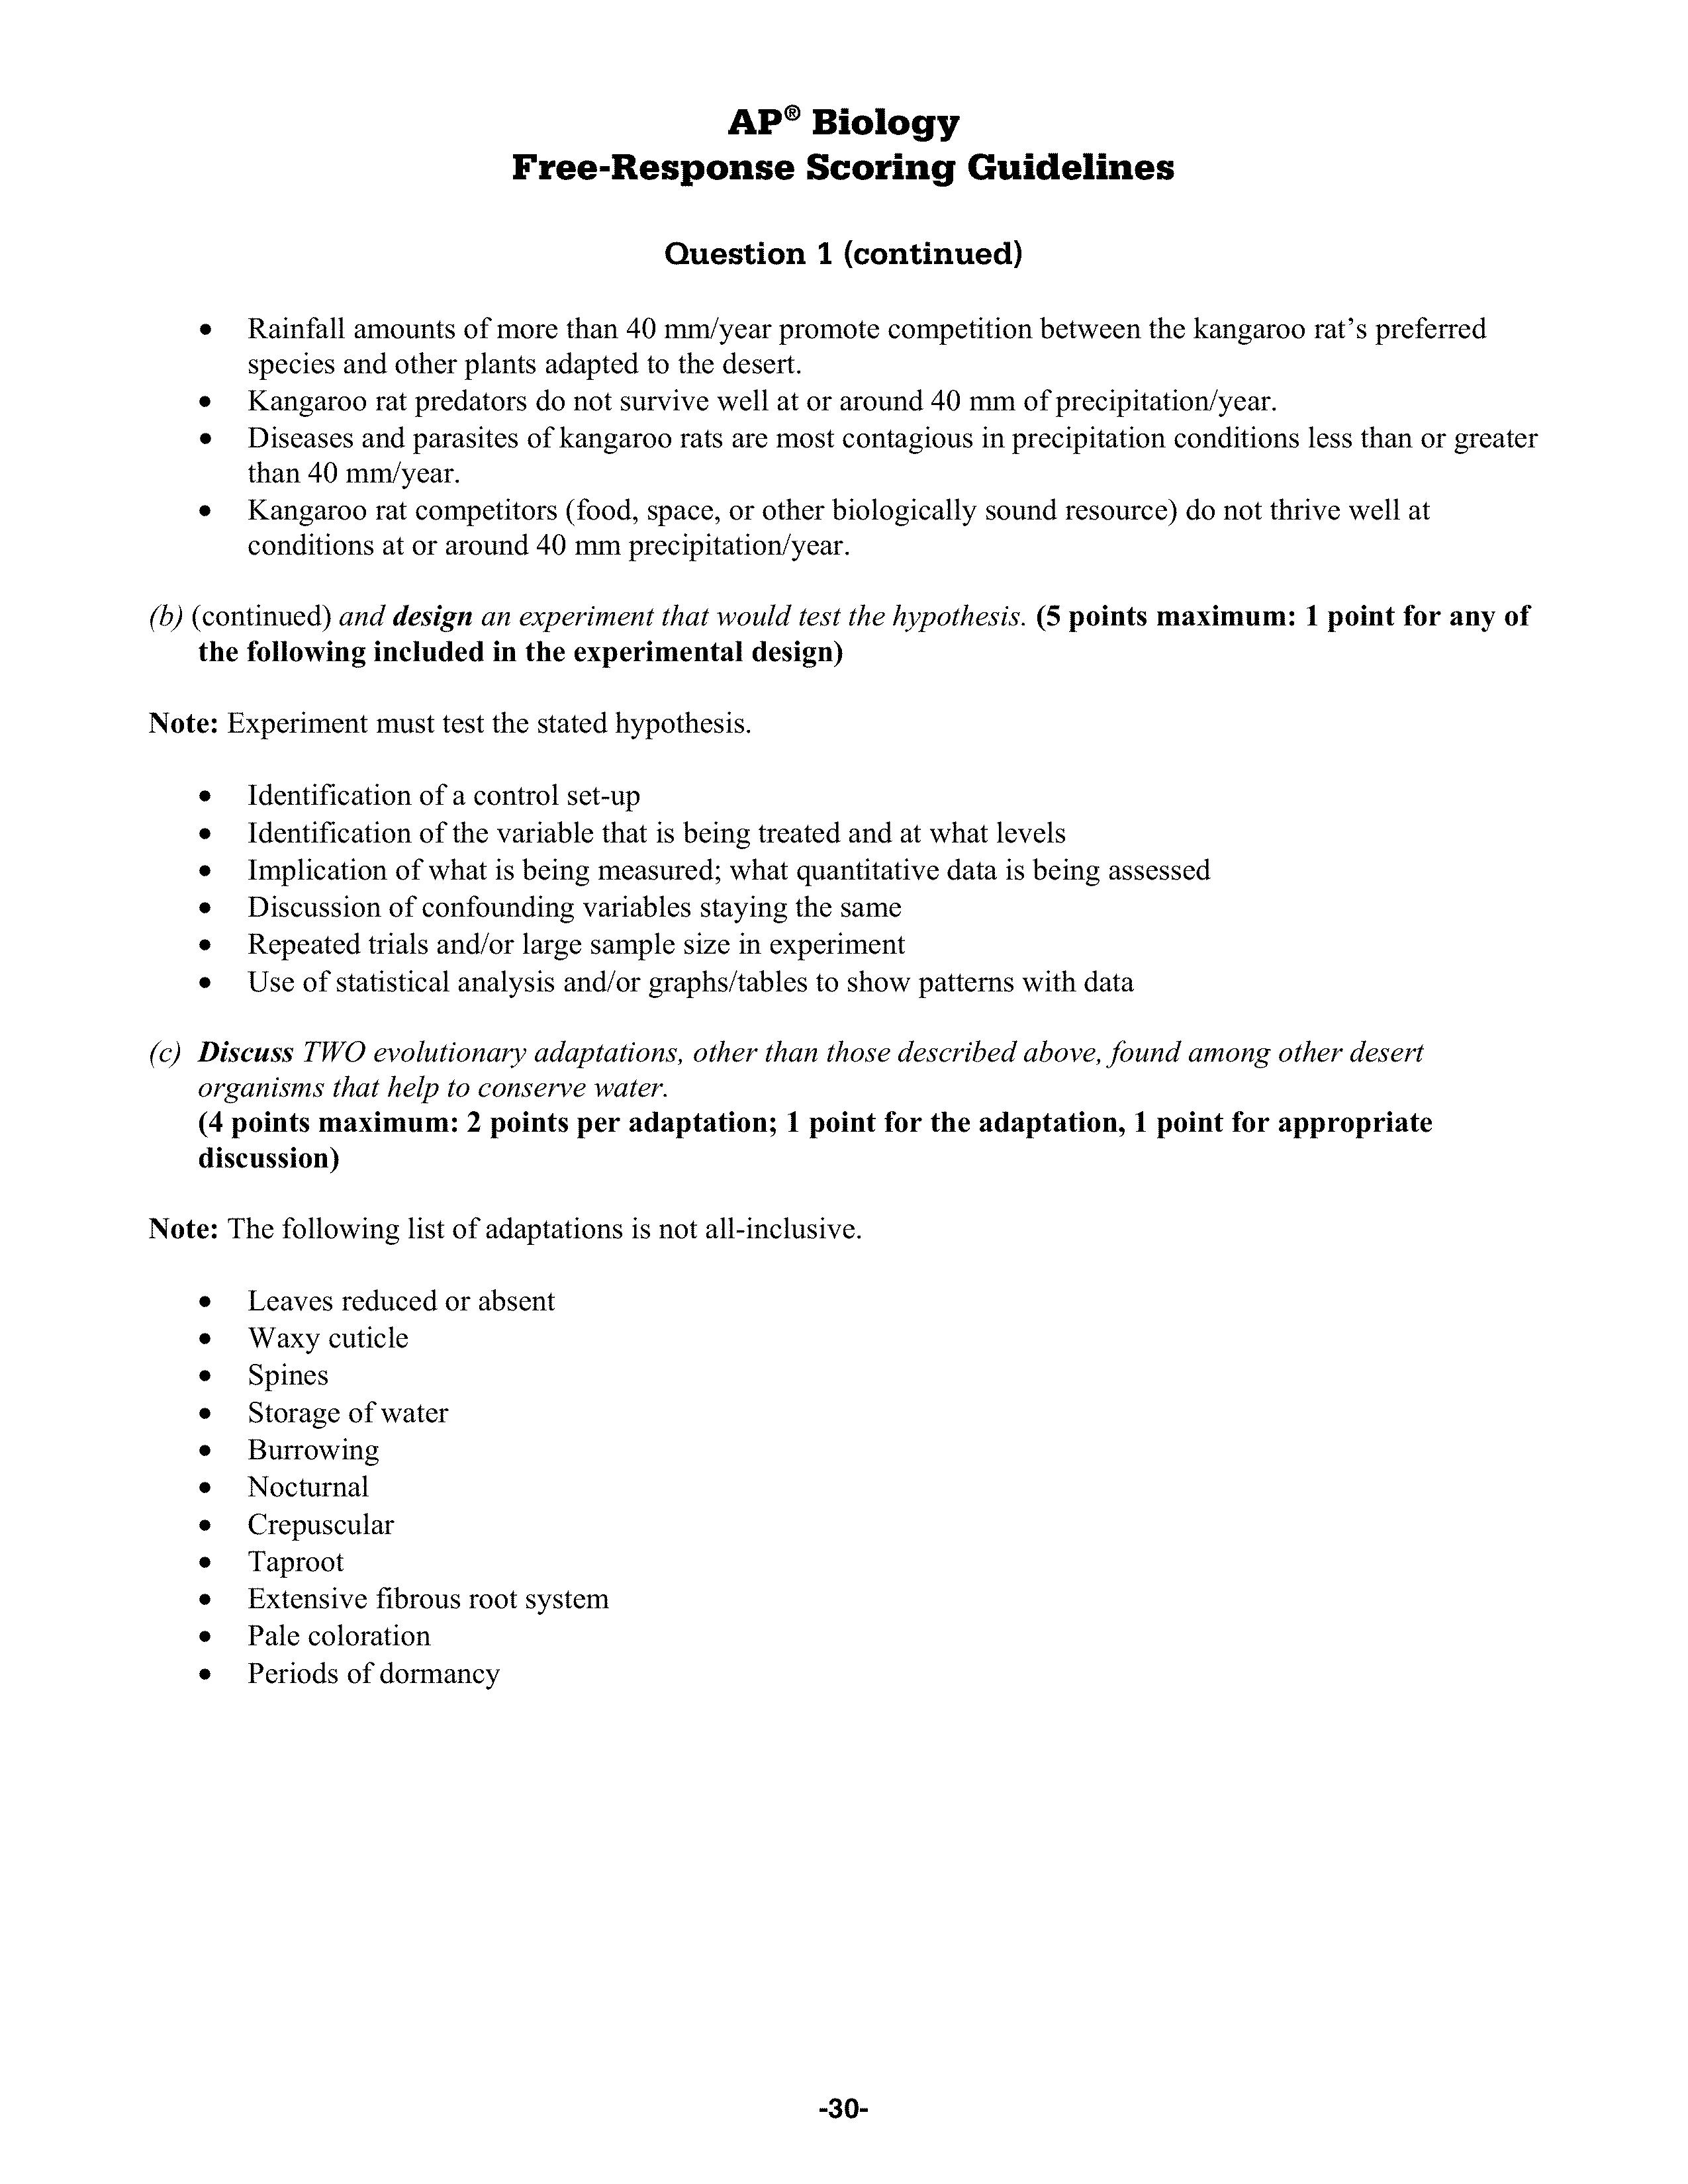 AP® Biology
Free-Response Scoring Guidelines
Question 1 (continued)
• Rainfall amounts of more than 40 mm/year promote competition between the kangaroo rat’s preferred
species and other plants adapted to the desert.
• Kangaroo rat predators do not survive well at or around 40 mm of precipitation/year.
• Diseases and parasites of kangaroo rats are most contagious in precipitation conditions less than or greater
than 40 mm/year.
• Kangaroo rat competitors (food, space, or other biologically sound resource) do not thrive well at
conditions at or around 40 mm precipitation/year.
(b) (continued) and design an experiment that would test the hypothesis. (5 points maximum: 1 point for any of
the following included in the experimental design)
Note: Experiment must test the stated hypothesis.
• Identification of a control set-up
• Identification of the variable that is being treated and at what levels
• Implication of what is being measured; what quantitative data is being assessed
• Discussion of confounding variables staying the same
• Repeated trials and/or large sample size in experiment
• Use of statistical analysis and/or graphs/tables to show patterns with data
(c) Discuss TWO evolutionary adaptations, other than those described above, found among other desert
organisms that help to conserve water.
(4 points maximum: 2 points per adaptation; 1 point for the adaptation, 1 point for appropriate
discussion)
Note: The following list of adaptations is not all-inclusive.
• Leaves reduced or absent
• Waxy cuticle
• Spines
• Storage of water
• Burrowing
• Nocturnal
• Crepuscular
• Taproot
• Extensive fibrous root system
• Pale coloration
• Periods of dormancy
-30-